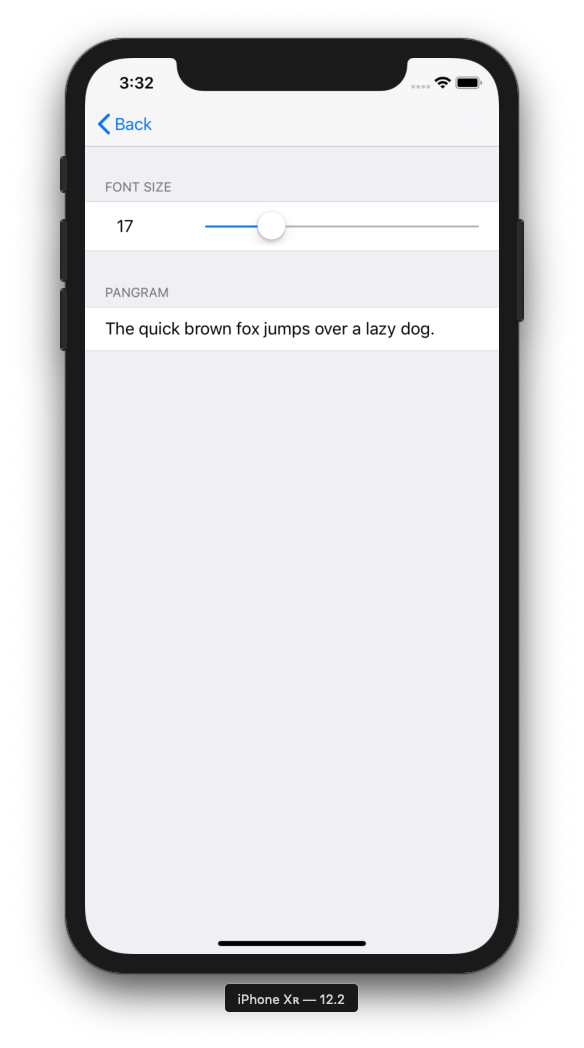 3:32
Back
FONT SIZE
17
PANGRAM
The quick brown fox jumps over a lazy dog.
iPhone Xʀ — 12.2